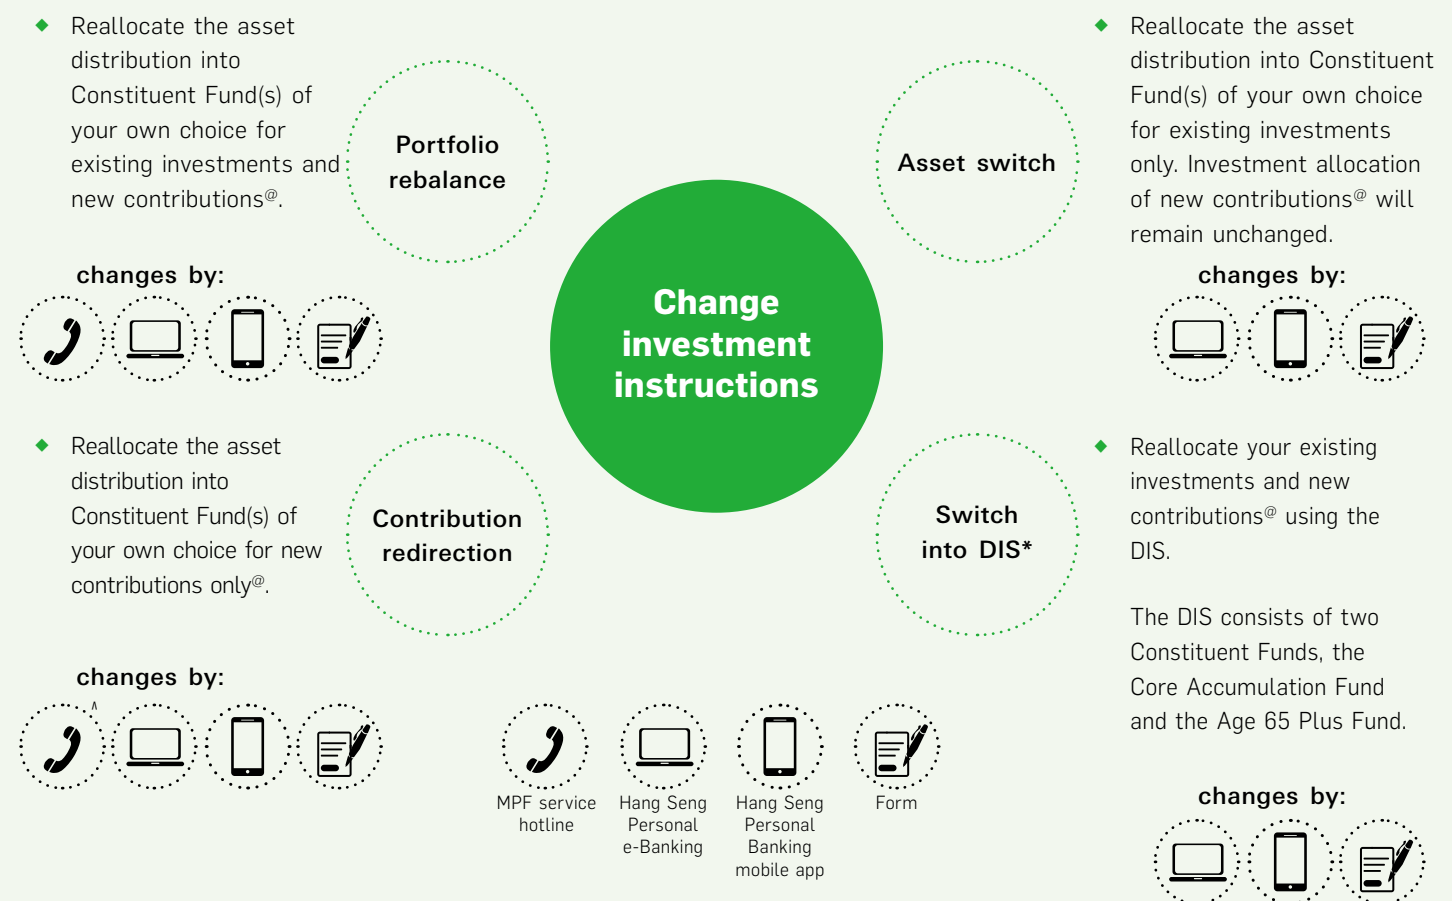 Reallocate the asset
distribution into
Constituent Fund(s) of
your own choice for
existing investments and
new contributions@.
Portfolio
rebalance
changes by:
Asset switch
Reallocate the asset
distribution into Constituent
Fund(s) of your own choice
for existing investments
only. Investment allocation
of new contributions@ will
remain unchanged.
changes by:
Change
investment
instructions
Reallocate the asset
distribution into
Constituent Fund(s) of
your own choice for new
contributions only@.
Contribution
redirection
changes by:
^
Switch
into DIS*
Reallocate your existing
investments and new
contributions@ using the
DIS.
The DIS consists of two
Constituent Funds, the
Core Accumulation Fund
and the Age 65 Plus Fund.
changes by:
MPF service
hotline
Hang Seng
Personal
e-Banking
Hang Seng
Personal
Banking
mobile app
Form